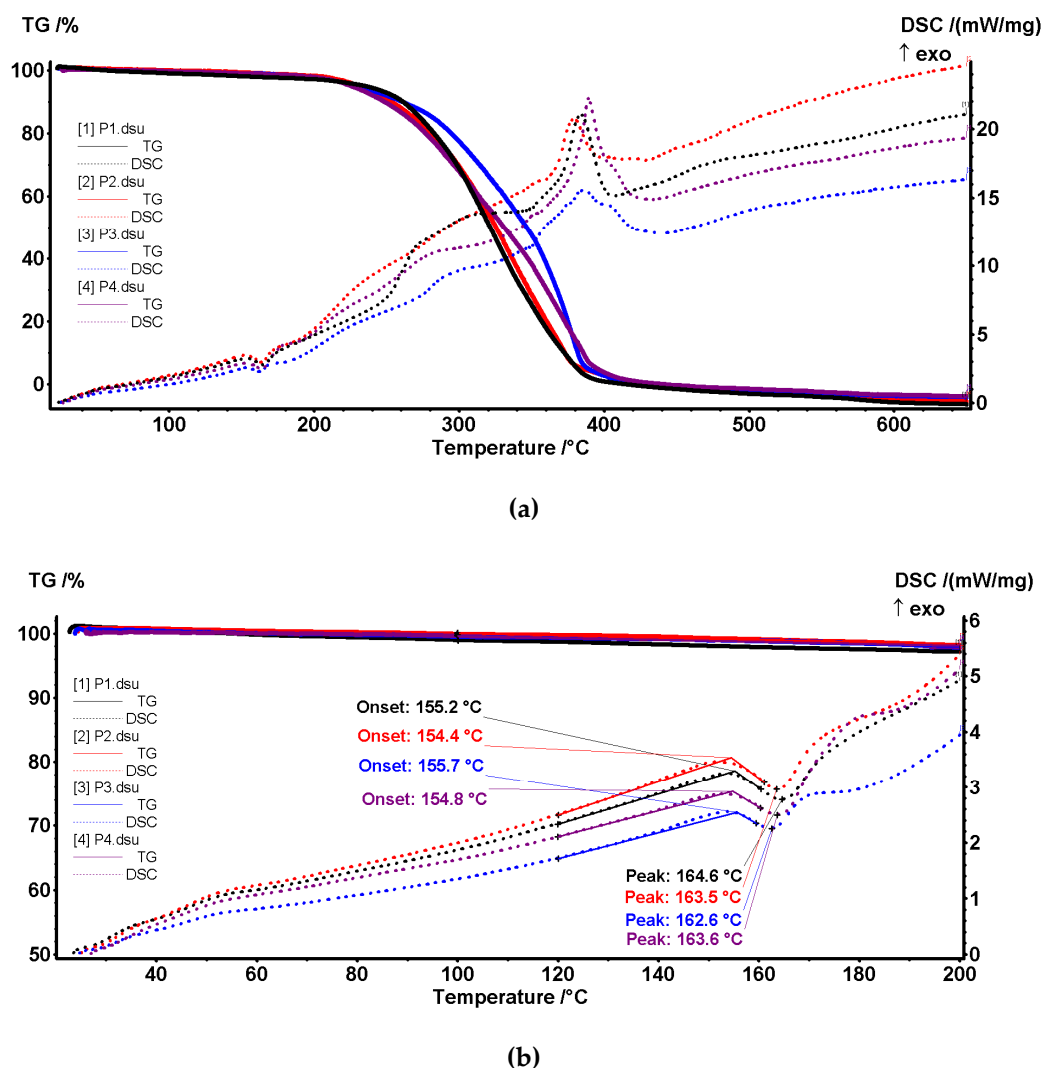 TG /%
DSC /(mW/mg)
↑ exo
100
80
60
40
20
0
[1] P1.dsu
TG
DSC
[2] P2.dsu
TG
DSC
[3] P3.dsu
TG
DSC
[4] P4.dsu
TG
DSC
20
15
10
5
0
100 200 300 400 500 600
Temperature /°C
(a)
TG /%
DSC /(mW/mg)
↑ exo
100
90
80
70
60
50
[1] P1.dsu
TG
DSC
[2] P2.dsu
TG
DSC
[3] P3.dsu
TG
DSC
[4] P4.dsu
TG
DSC
Onset: 155.2 °C
Onset: 154.4 °C
Onset: 155.7 °C
Onset: 154.8 °C
Peak: 164.6 °C
Peak: 163.5 °C
Peak: 162.6 °C
Peak: 163.6 °C
6
5
4
3
2
1
0
40 60 80 100 120 140 160 180 200
Temperature /°C
(b)